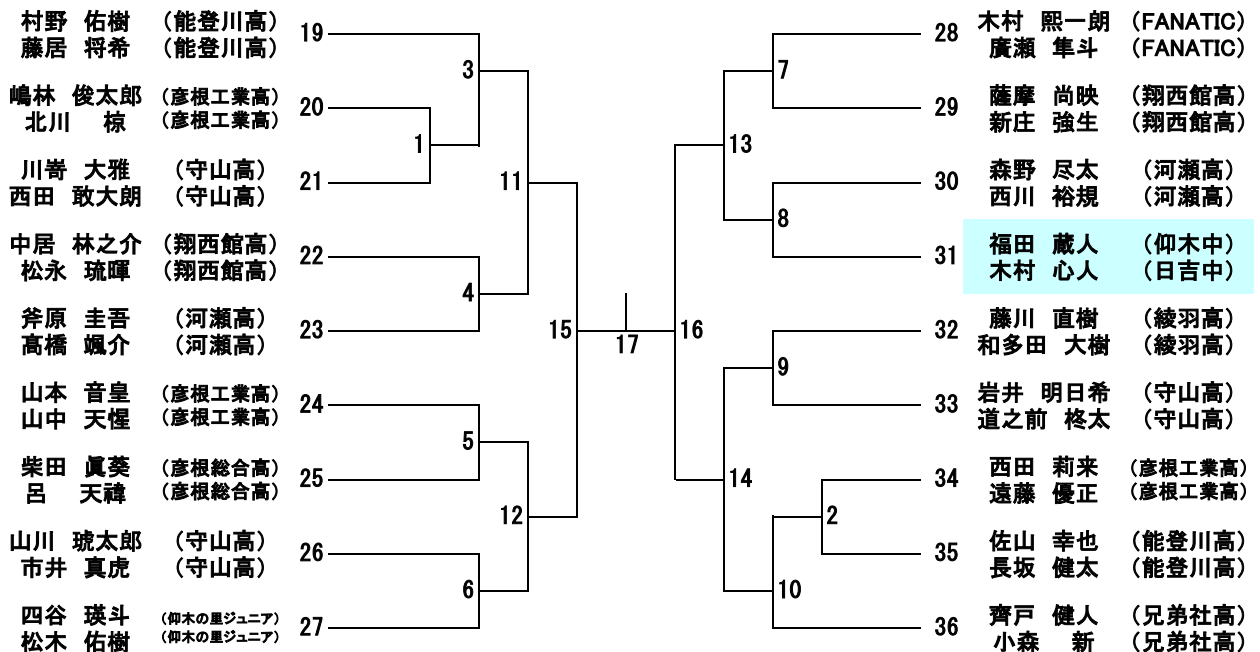 村野 佑樹 (能登川高) 19
藤居 将希 (能登川高)
嶋林 俊太郎 (彦根工業高) 20
北川 椋 (彦根工業高)
川嵜 大雅 (守山高) 21
西田 敢大朗 (守山高)
中居 林之介 (翔西館高) 22
松永 琉暉 (翔西館高)
斧原 圭吾 (河瀬高) 23
髙橋 颯介 (河瀬高)
山本 音皇 (彦根工業高) 24
山中 天惺 (彦根工業高)
柴田 眞葵 (彦根総合高) 25
呂 天禕 (彦根総合高)
山川 琥太郎 (守山高) 26
市井 真虎 (守山高)
四谷 瑛斗 (仰木の里ジュニア) 27
松木 佑樹 (仰木の里ジュニア)
3
1
11
4
15
5
12
6
17
16
7
13
8
9
14
2
10
28 木村 熙一朗 (FANATIC)
廣瀬 隼斗 (FANATIC)
29 薩摩 尚映 (翔西館高)
新庄 強生 (翔西館高)
30 森野 尽太 (河瀬高)
西川 裕規 (河瀬高)
31 福田 蔵人 (仰木中)
木村 心人 (日吉中)
32 藤川 直樹 (綾羽高)
和多田 大樹 (綾羽高)
33 岩井 明日希 (守山高)
道之前 柊太 (守山高)
34 西田 莉来 (彦根工業高)
遠藤 優正 (彦根工業高)
35 佐山 幸也 (能登川高)
長坂 健太 (能登川高)
36 齊戸 健人 (兄弟社高)
小森 新 (兄弟社高)